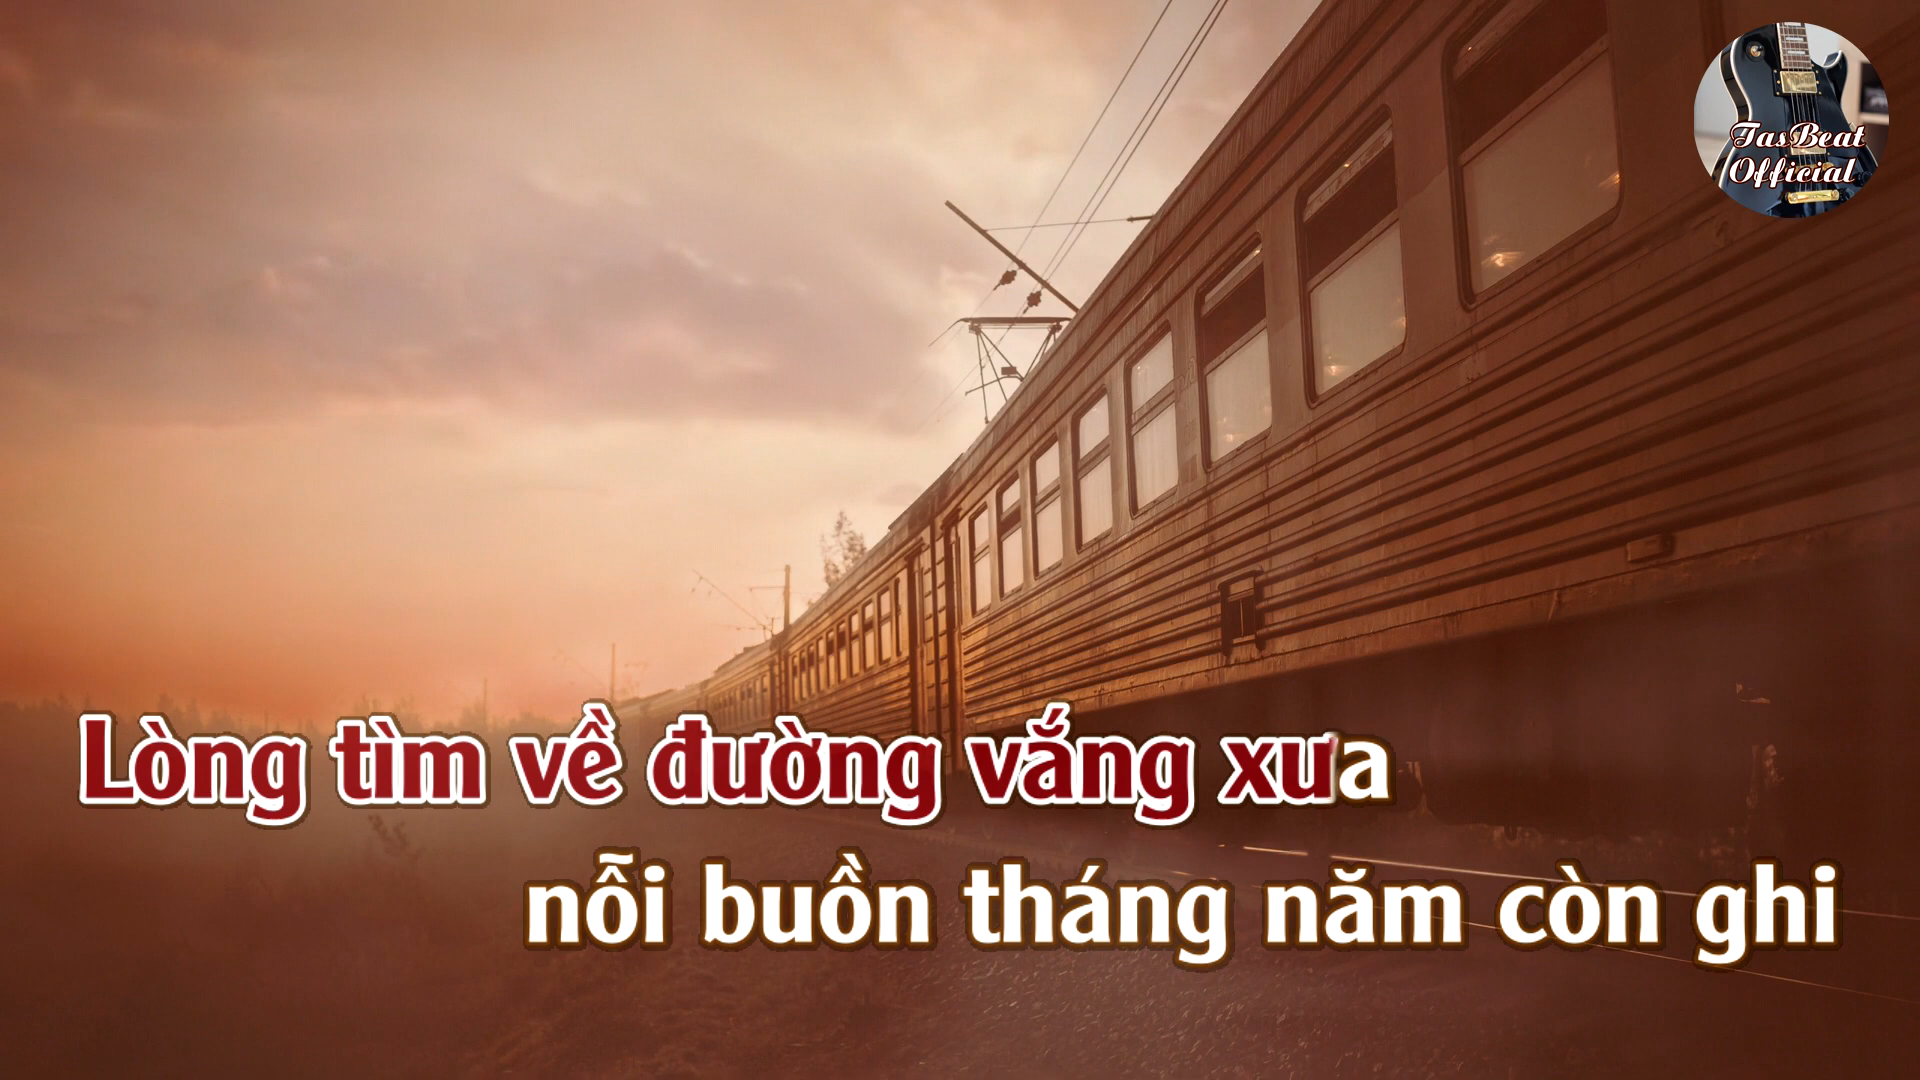 TasBeat
Official
Lòng tìm về đường vắng xưa
nỗi buồn tháng năm còn ghi